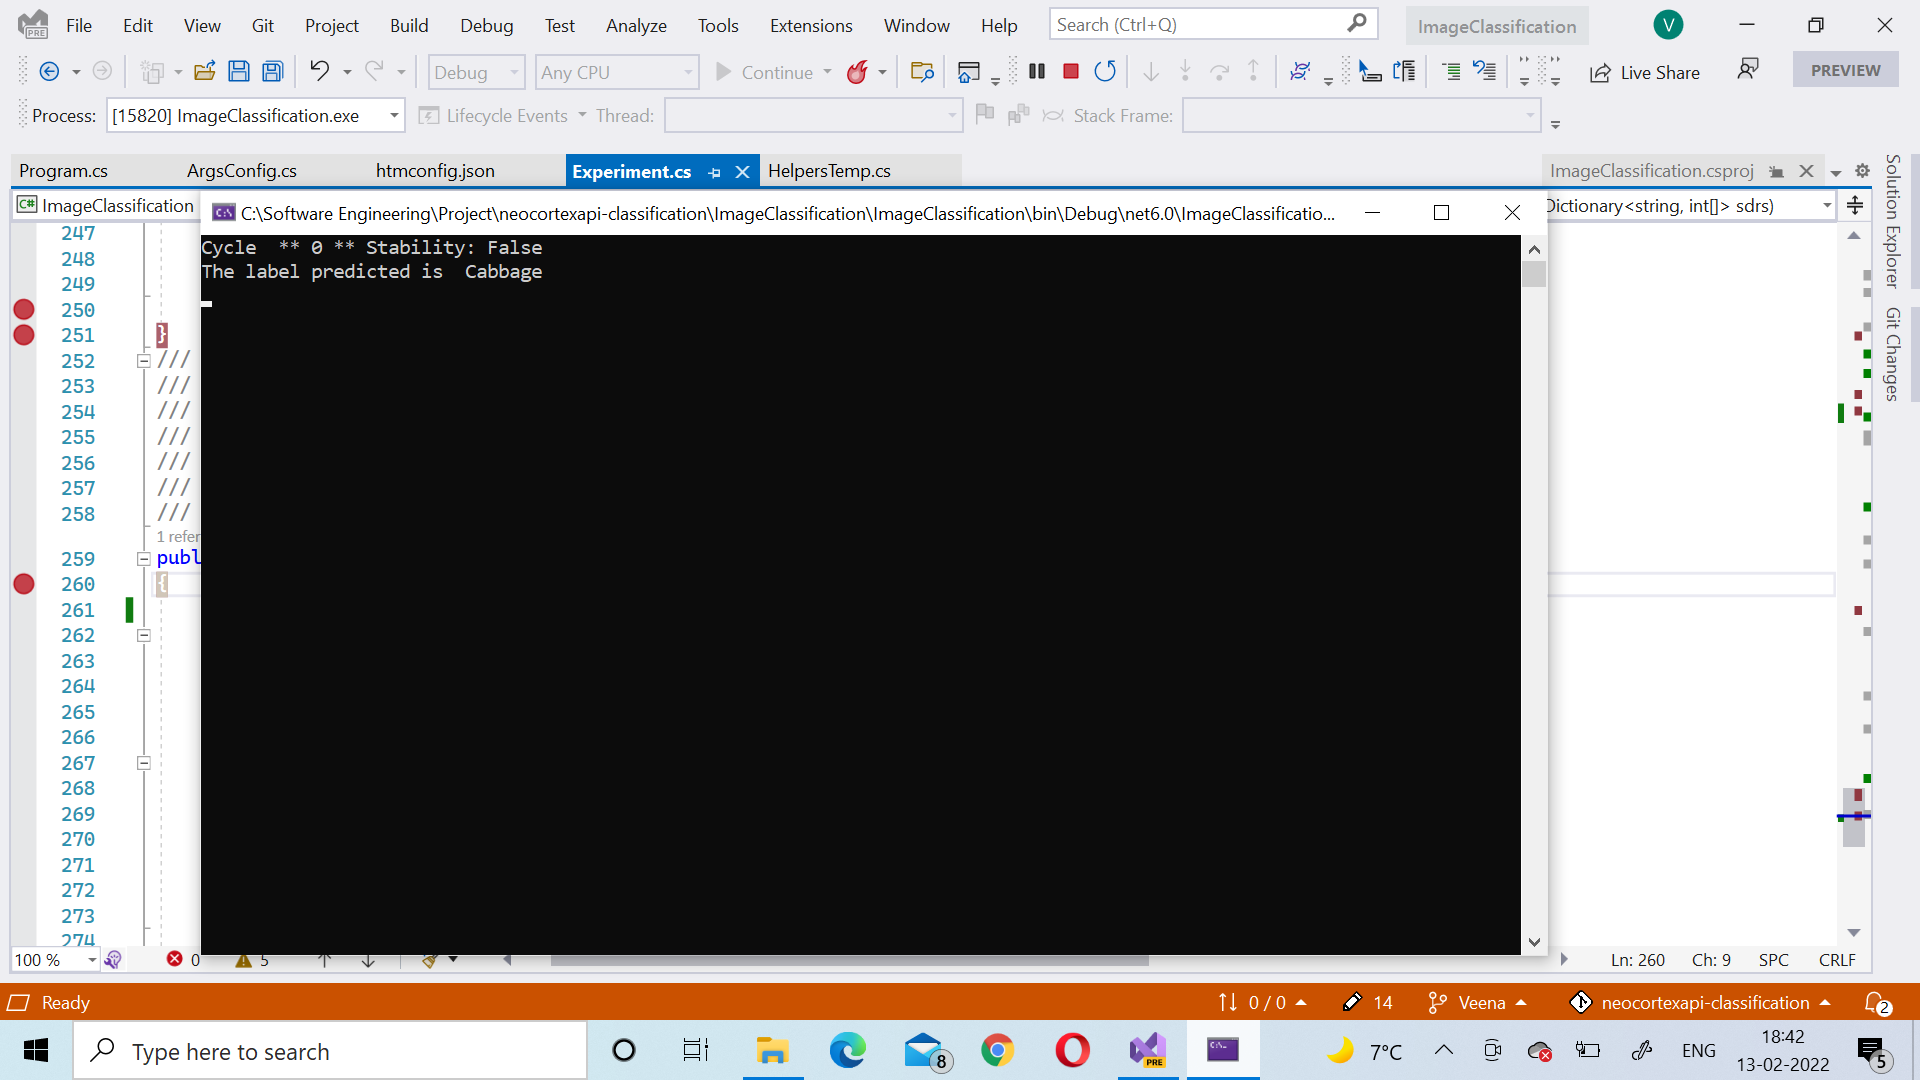 File Edit View Git Project Build Debug Test Analyze Tools Extensions Window Help Search (Ctrl+Q) ImageClassification V
PRE
Debug Any CPU Continue Live Share PREVIEW
Process: [15820] ImageClassification.exe Lifecycle Events Thread: Stack Frame:
Program.cs ArgsConfig.cs htmconfig.json Experiment.cs HelpersTemp.cs ImageClassification.csproj
C# ImageClassification Dictionary<string, int[]> sdrs)
C:\Software Engineering\Project\neocortexapi-classification\ImageClassification\ImageClassification\bin\Debug\net6.0\ImageClassificatio...
Cycle  ** 0 ** Stability: False
The label predicted is  Cabbage
247
248
249
250
251 }
252 ///
253 ///
254 ///
255 ///
256 ///
257 ///
258 ///
1 refer
259 publ
260 {
261
262
263
264
265
266
267
268
269
270
271
272
273
274
Solution Explorer
Git Changes
100 % 0 5 Ln: 260 Ch: 9 SPC CRLF
Ready 0 / 0 14 Veena neocortexapi-classification 2
Type here to search 8 PRE 7°C ENG 18:42
13-02-2022 5